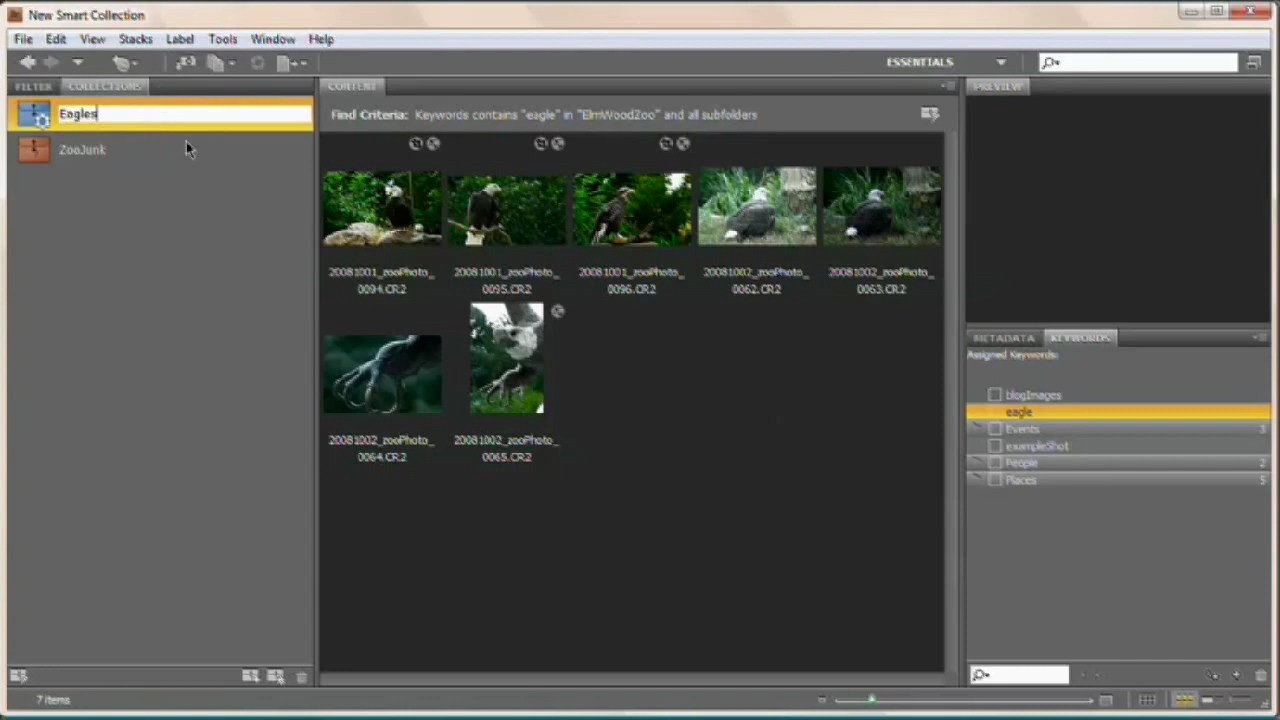 New Smart Collection
File Edit View Stacks Label Tools Window Help
ESSENTIALS
FILTER COLLECTIONS CONTENT PREVIEW
Eagles
Find Criteria: Keywords contains "eagle" in "ElmWoodZoo" and all subfolders
ZooJunk
20081001_zooPhoto_ 20081001_zooPhoto_ 20081001_zooPhoto_ 20081002_zooPhoto_ 20081002_zooPhoto_
0094.CR2 0095.CR2 0096.CR2 0062.CR2 0063.CR2
20081002_zooPhoto_ 20081002_zooPhoto_
0064.CR2 0065.CR2
METADATA KEYWORDS
Assigned Keywords:
blogImages
eagle
Events 3
exampleShot
People 2
Places 5
7 items